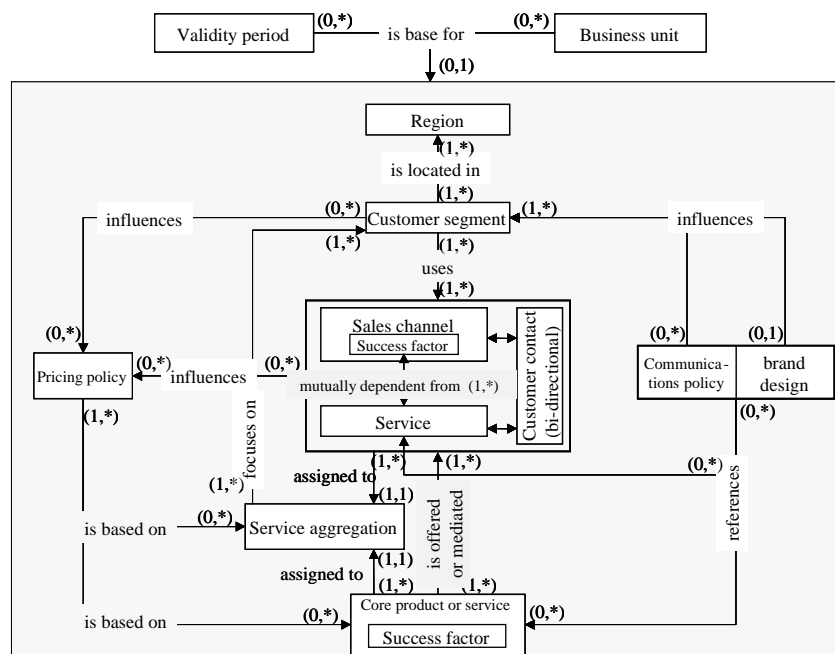 Validity period
(0,*)
is base for
(0,*)
Business unit
(0,1)
Region
(1,*)
is located in
(1,*)
influences
(0,*)
Customer segment
(1,*)
influences
(1,*)
(1,*)
uses
(1,*)
Sales channel
Success factor
Customer contact
(bi-directional)
(0,*)
(0,*)
(0,1)
Pricing policy
(0,*)
influences
(0,*)
mutually dependent from (1,*)
Communica-
tions policy
brand
design
(1,*)
Service
(0,*)
focuses on
assigned to
(1,*)
(1,*)
(0,*)
references
(1,*)
(1,1)
is based on
(0,*)
Service aggregation
is offered
or mediated
(1,1)
assigned to
(1,*)
(1,*)
is based on
(0,*)
Core product or service
Success factor
(0,*)